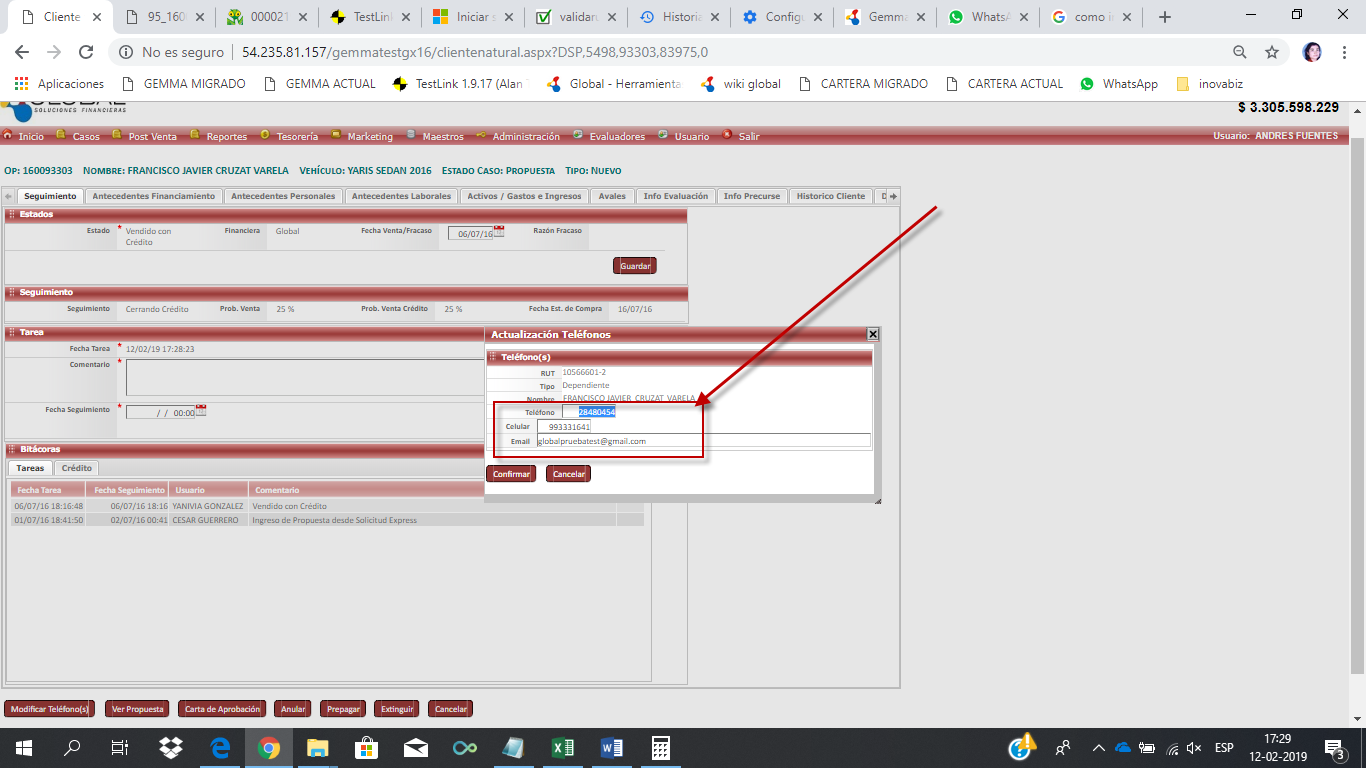 Cliente
95_160
000021
TestLink
Iniciar s
validaru
Historia
Configu
Gemma
WhatsA
como in
No es seguro | 54.235.81.157/gemmatestgx16/clientenatural.aspx?DSP,5498,93303,83975,0
Aplicaciones GEMMA MIGRADO GEMMA ACTUAL TestLink 1.9.17 (Alan Global - Herramienta wiki global CARTERA MIGRADO CARTERA ACTUAL WhatsApp inovabiz
GLOBAL
SOLUCIONES FINANCIERAS
$ 3.305.598.229
Inicio Casos Post Venta Reportes Tesorería Marketing Maestros Administración Evaluadores Usuario Salir Usuario: ANDRES FUENTES
Op: 160093303 Nombre: FRANCISCO JAVIER CRUZAT VARELA Vehículo: YARIS SEDAN 2016 Estado Caso: Propuesta Tipo: Nuevo
Seguimiento Antecedentes Financiamiento Antecedentes Personales Antecedentes Laborales Activos / Gastos e Ingresos Avales Info Evaluación Info Precurse Historico Cliente D
Estados
Estado * Vendido con Crédito Financiera Global Fecha Venta/Fracaso 06/07/16 Razón Fracaso
Guardar
Seguimiento
Seguimiento Cerrando Crédito Prob. Venta 25 % Prob. Venta Crédito 25 % Fecha Est. de Compra 16/07/16
Tarea
Fecha Tarea * 12/02/19 17:28:23
Comentario *
Fecha Seguimiento * / / 00:00
Actualización Teléfonos
Teléfono(s)
RUT 10566601-2
Tipo Dependiente
Nombre FRANCISCO JAVIER CRUZAT VARELA
Teléfono 28480454
Celular 993331641
Email globalpruebatest@gmail.com
Confirmar Cancelar
Bitácoras
Tareas Crédito
Fecha Tarea Fecha Seguimiento Usuario Comentario
06/07/16 18:16:48 06/07/16 18:16 YANIVIA GONZALEZ Vendido con Crédito
01/07/16 18:41:50 02/07/16 00:41 CESAR GUERRERO Ingreso de Propuesta desde Solicitud Express
Modificar Teléfono(s) Ver Propuesta Carta de Aprobación Anular Prepagar Extinguir Cancelar
ESP
17:29
12-02-2019
3